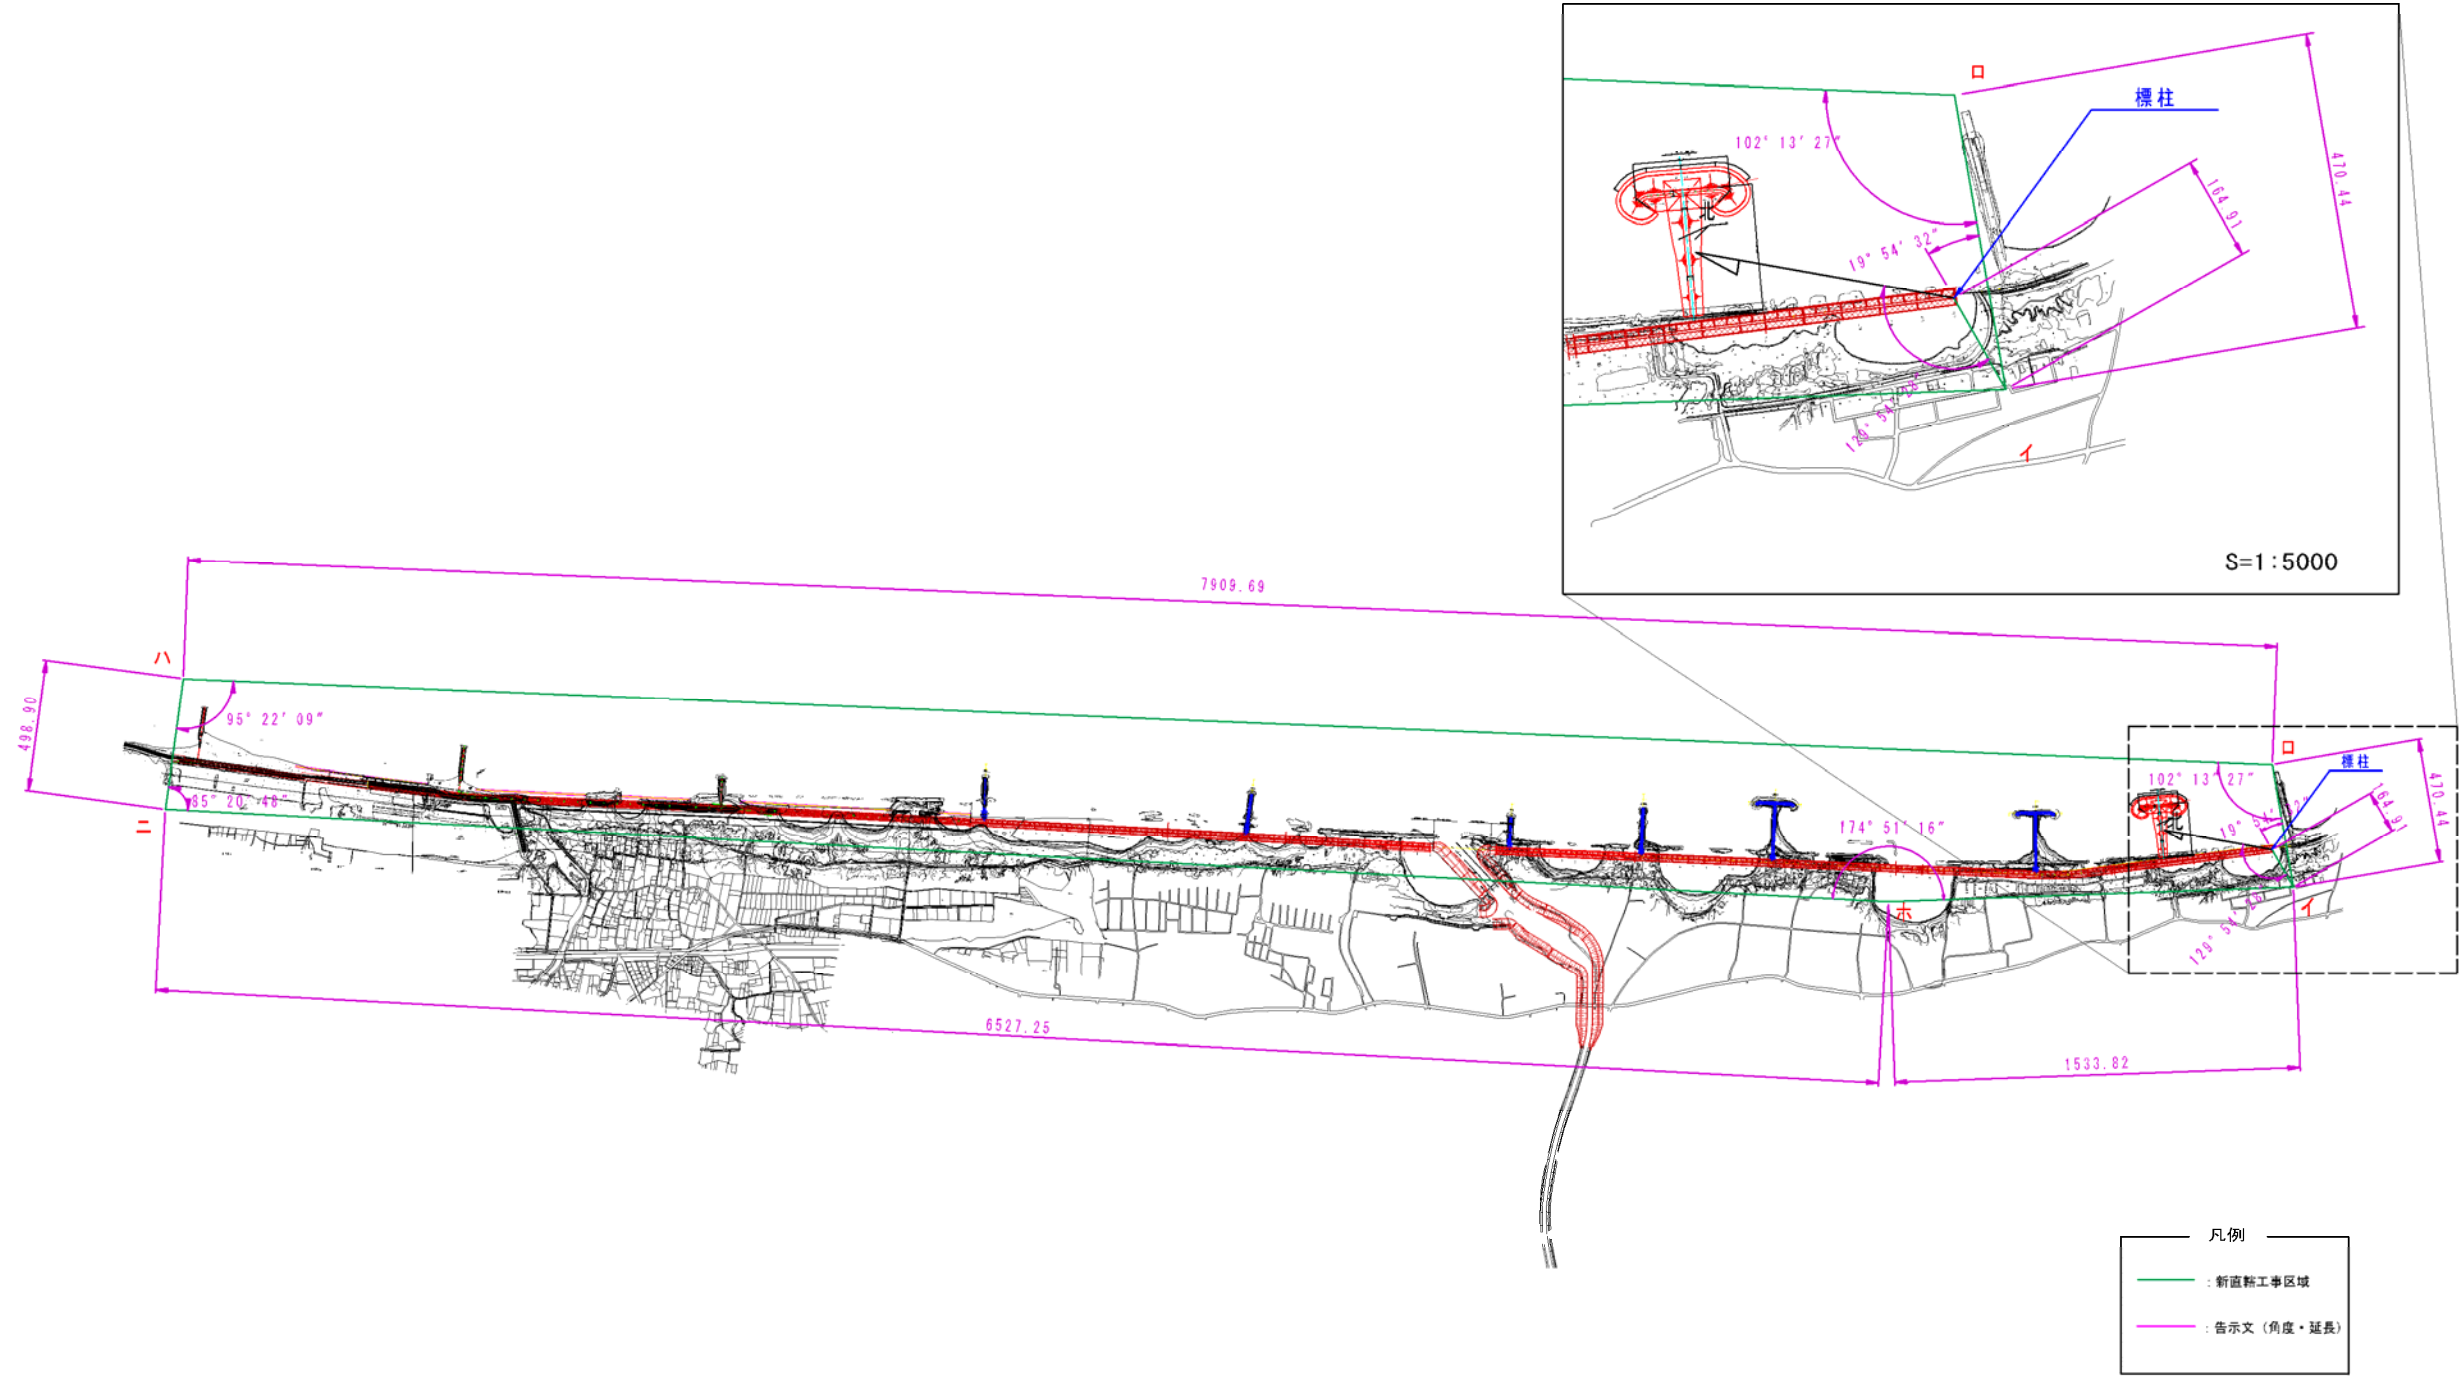 ロ
標柱
102° 13′ 27″
470.44
164.91
北
19° 54′ 32″
イ
S=1:5000
7909.69
ハ
498.90
95° 22′ 09″
ロ
標柱
102° 13′ 27″
470.44
164.91
85° 20′ 48″
174° 51′ 16″
ニ
ホ
イ
6527.25
1533.82
凡例
:新直轄工事区域
:告示文(角度・延長)